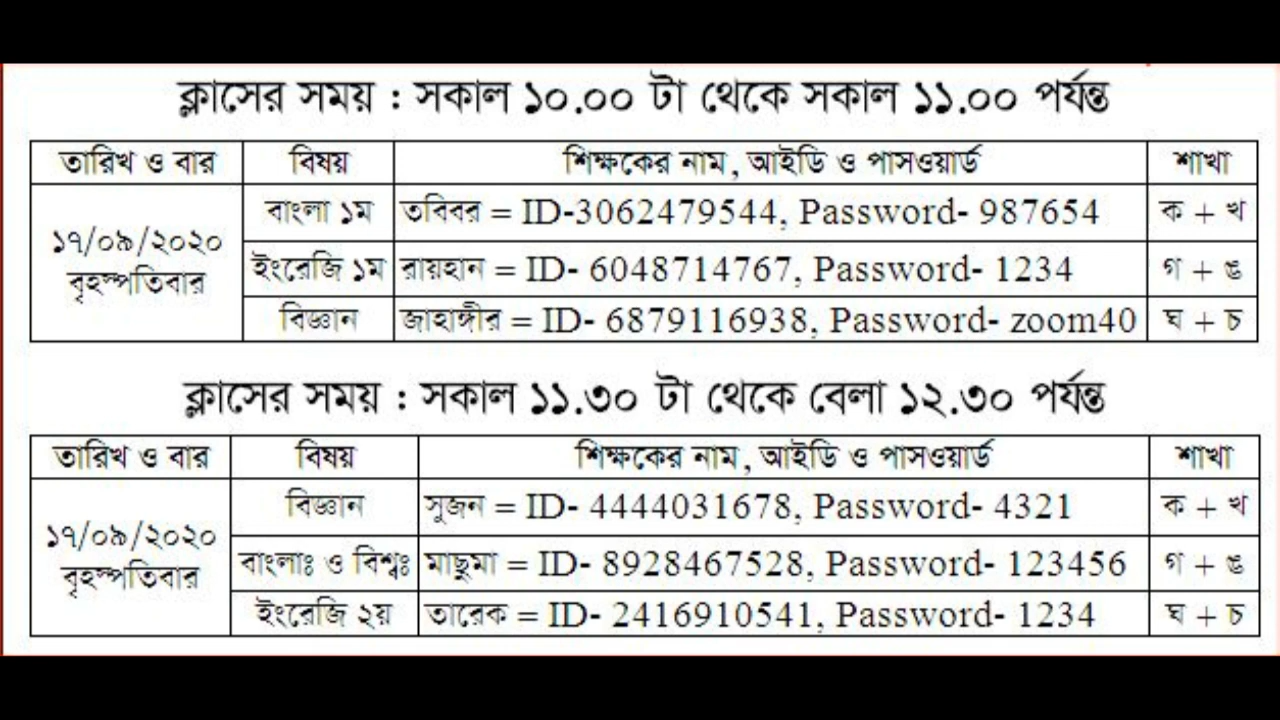 ক্লাসের সময় : সকাল ১০.০০ টা থেকে সকাল ১১.০০ পর্যন্ত
তারিখ ও বার বিষয় শিক্ষকের নাম, আইডি ও পাসওয়ার্ড শাখা
১৭/০৯/২০২০ বৃহস্পতিবার
বাংলা ১ম তবিবর = ID-3062479544, Password- 987654 ক + খ
ইংরেজি ১ম রায়হান = ID- 6048714767, Password- 1234 গ + ঙ
বিজ্ঞান জাহাঙ্গীর = ID- 6879116938, Password- zoom40 ঘ + চ
ক্লাসের সময় : সকাল ১১.৩০ টা থেকে বেলা ১২.৩০ পর্যন্ত
তারিখ ও বার বিষয় শিক্ষকের নাম, আইডি ও পাসওয়ার্ড শাখা
১৭/০৯/২০২০ বৃহস্পতিবার
বিজ্ঞান সুজন = ID- 4444031678, Password- 4321 ক + খ
বাংলাঃ ও বিশ্বঃ মাছুমা = ID- 8928467528, Password- 123456 গ + ঙ
ইংরেজি ২য় তারেক = ID- 2416910541, Password- 1234 ঘ + চ